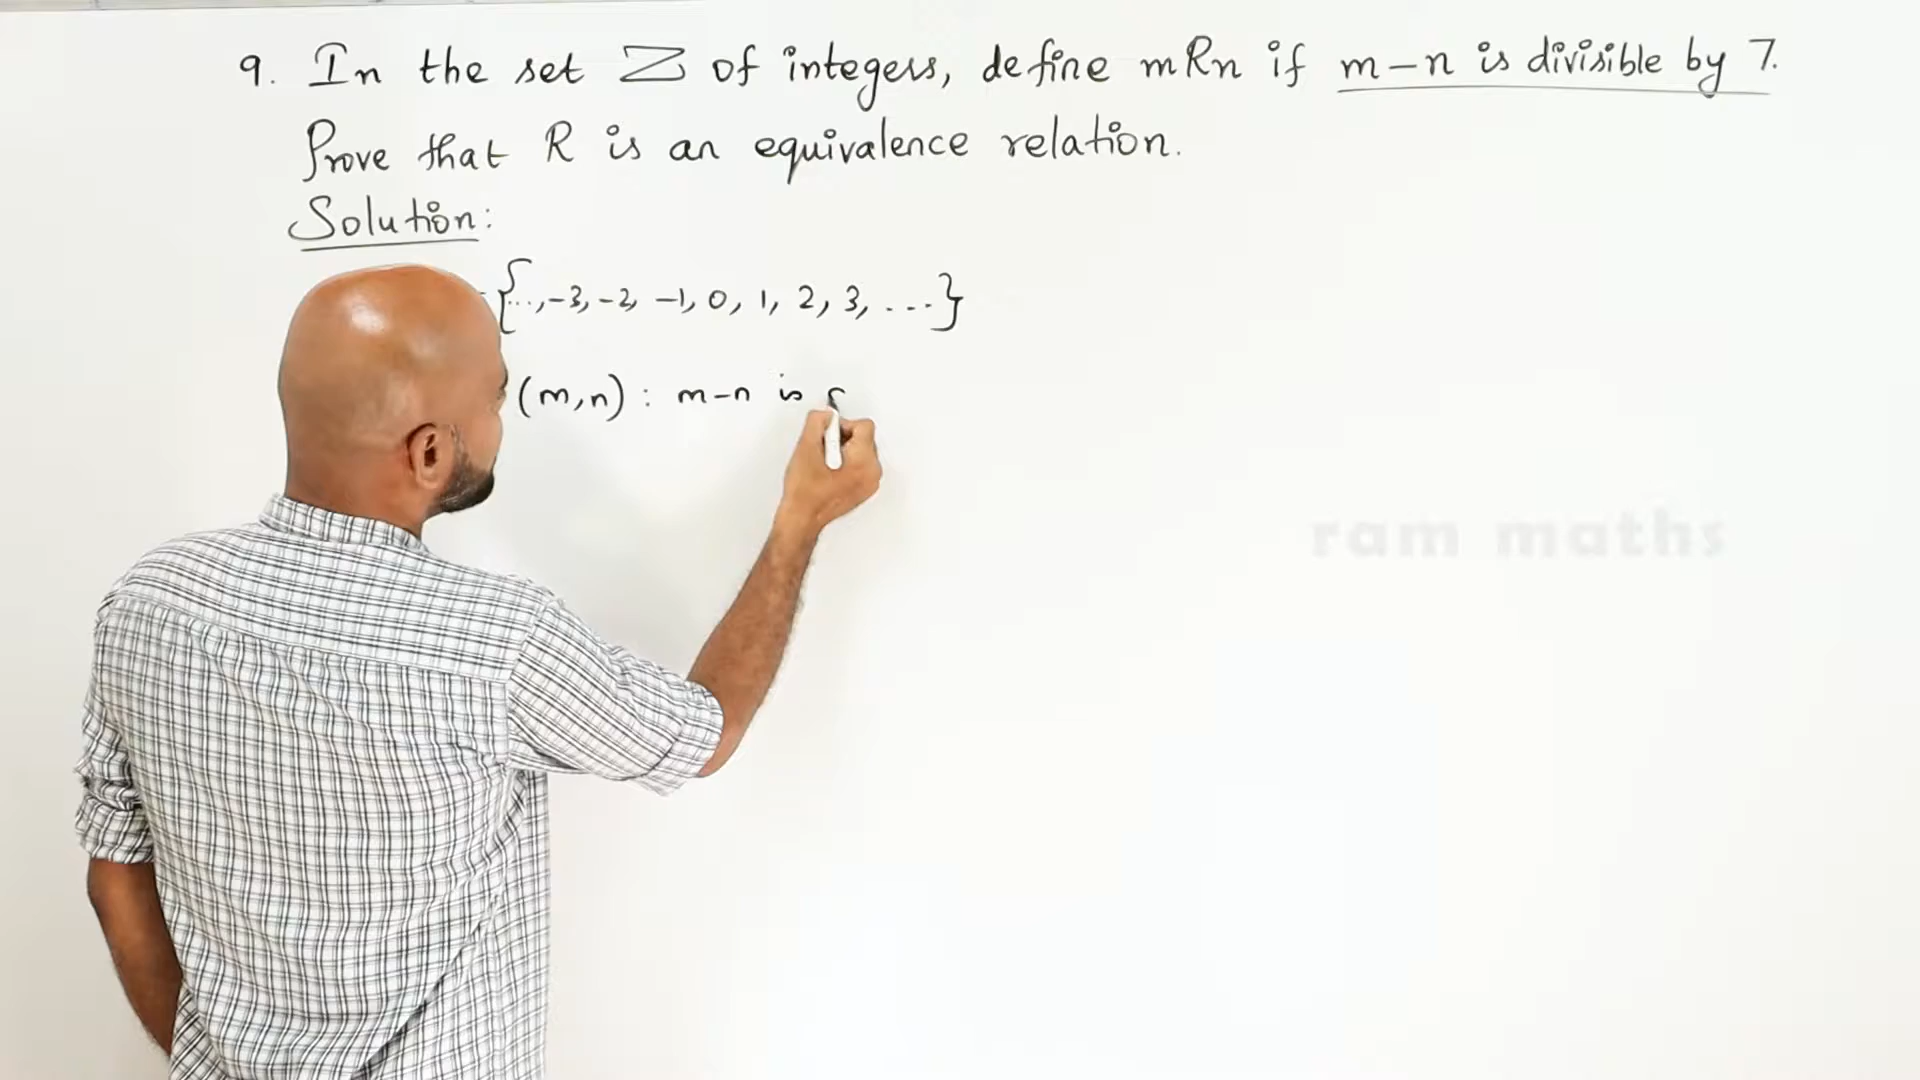 9. In the set Z of integers, define mRn if m-n is divisible by 7.
Prove that R is an equivalence relation.
Solution:
{..., -3, -2, -1, 0, 1, 2, 3, ....}
(m,n) : m-n is
ram maths